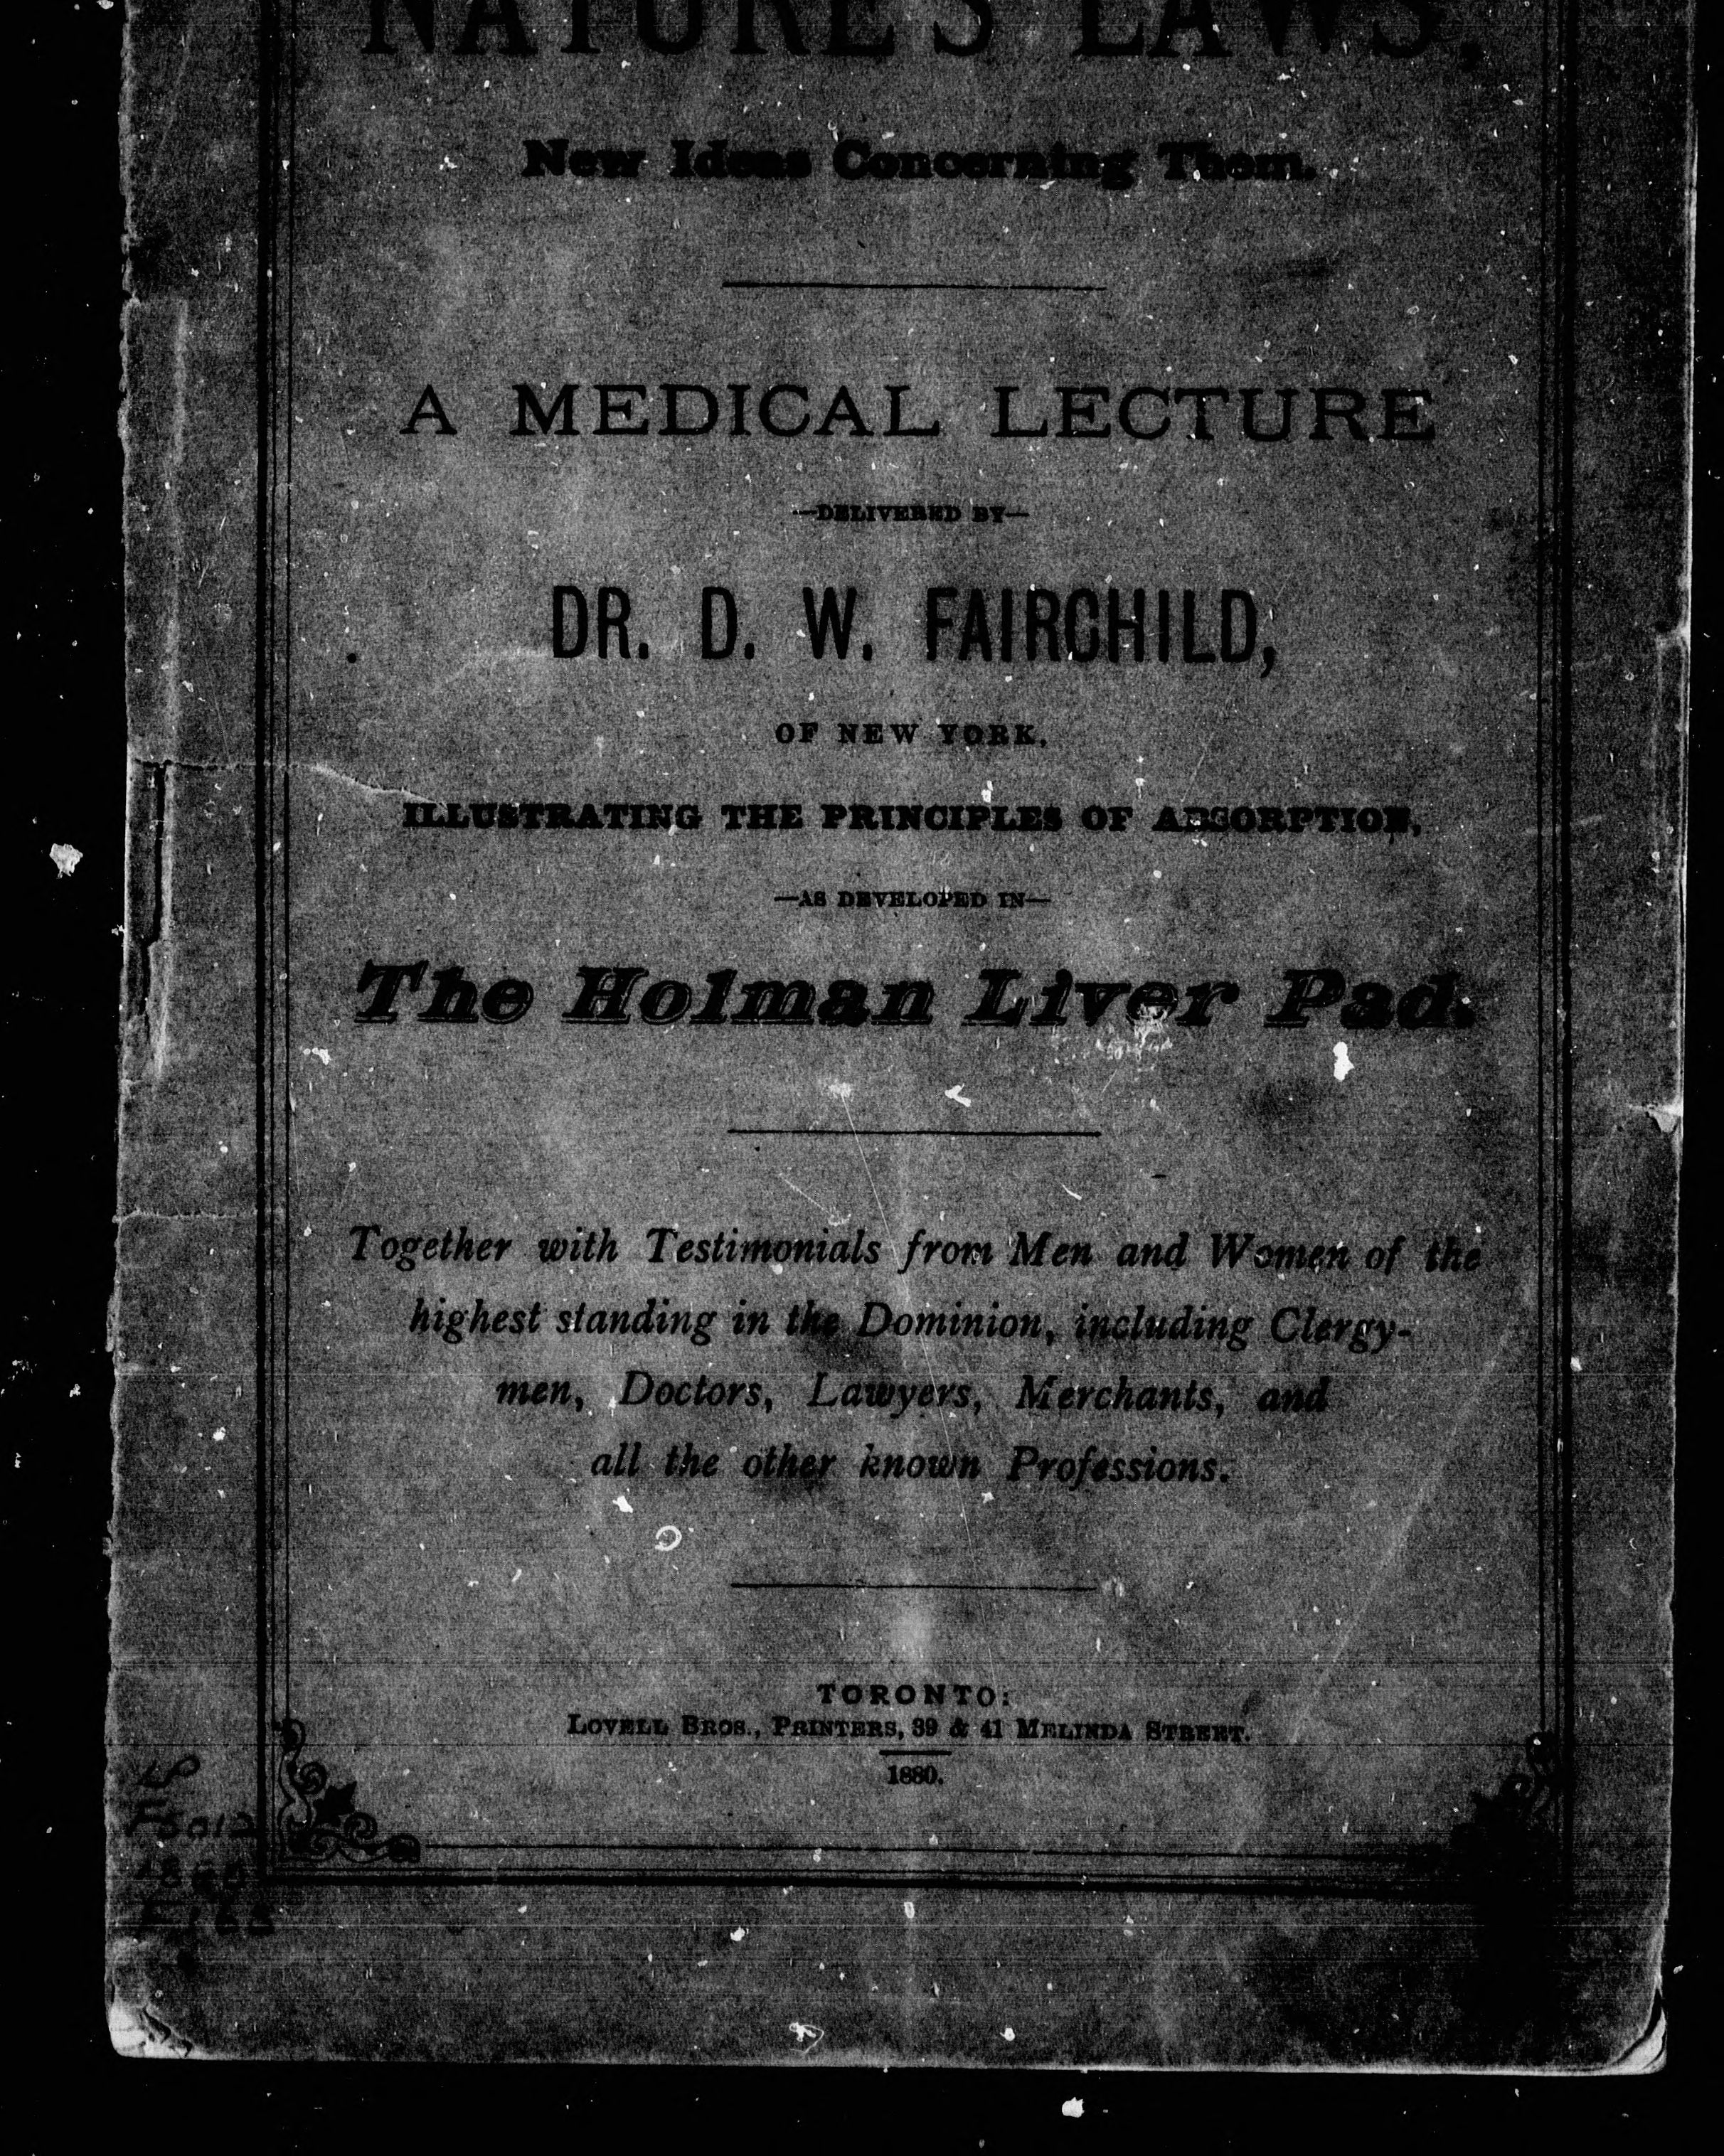 NATURE'S LAWS,
New Ideas Concerning Them.
A MEDICAL LECTURE
—DELIVERED BY—
DR. D. W. FAIRCHILD,
OF NEW YORK,
ILLUSTRATING THE PRINCIPLES OF ABSORPTION,
—AS DEVELOPED IN—
The Holman Liver Pad.
Together with Testimonials from Men and Women of the
highest standing in the Dominion, including Clergy-
men, Doctors, Lawyers, Merchants, and
all the other known Professions.
TORONTO:
LOVELL BROS., PRINTERS, 39 & 41 MELINDA STREET.
1880.
LP
F5012
1880